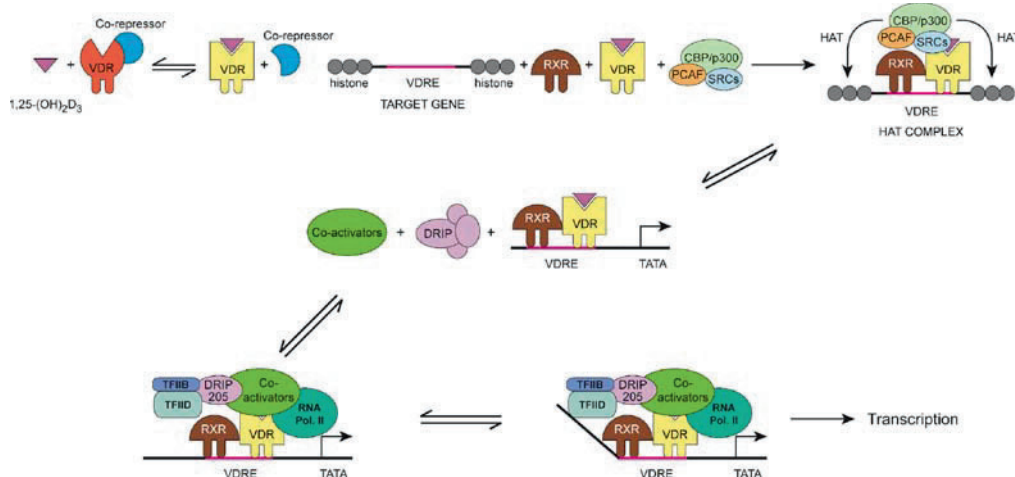 Co-repressor
VDR
1,25-(OH)₂D₃
+
VDR
+
Co-repressor
histone
VDRE
histone
TARGET GENE
+
RXR
+
VDR
+
CBP/p300
PCAF
SRCs
HAT
CBP/p300
HAT
PCAF
SRCs
RXR
VDR
VDRE
HAT COMPLEX
Co-activators
+
DRIP
+
RXR
VDR
VDRE
TATA
TFIIB
DRIP
205
Co-
activators
TFIID
RNA
Pol. II
RXR
VDR
VDRE
TATA
TFIIB
DRIP
205
Co-
activators
TFIID
RNA
Pol. II
RXR
VDR
VDRE
TATA
Transcription